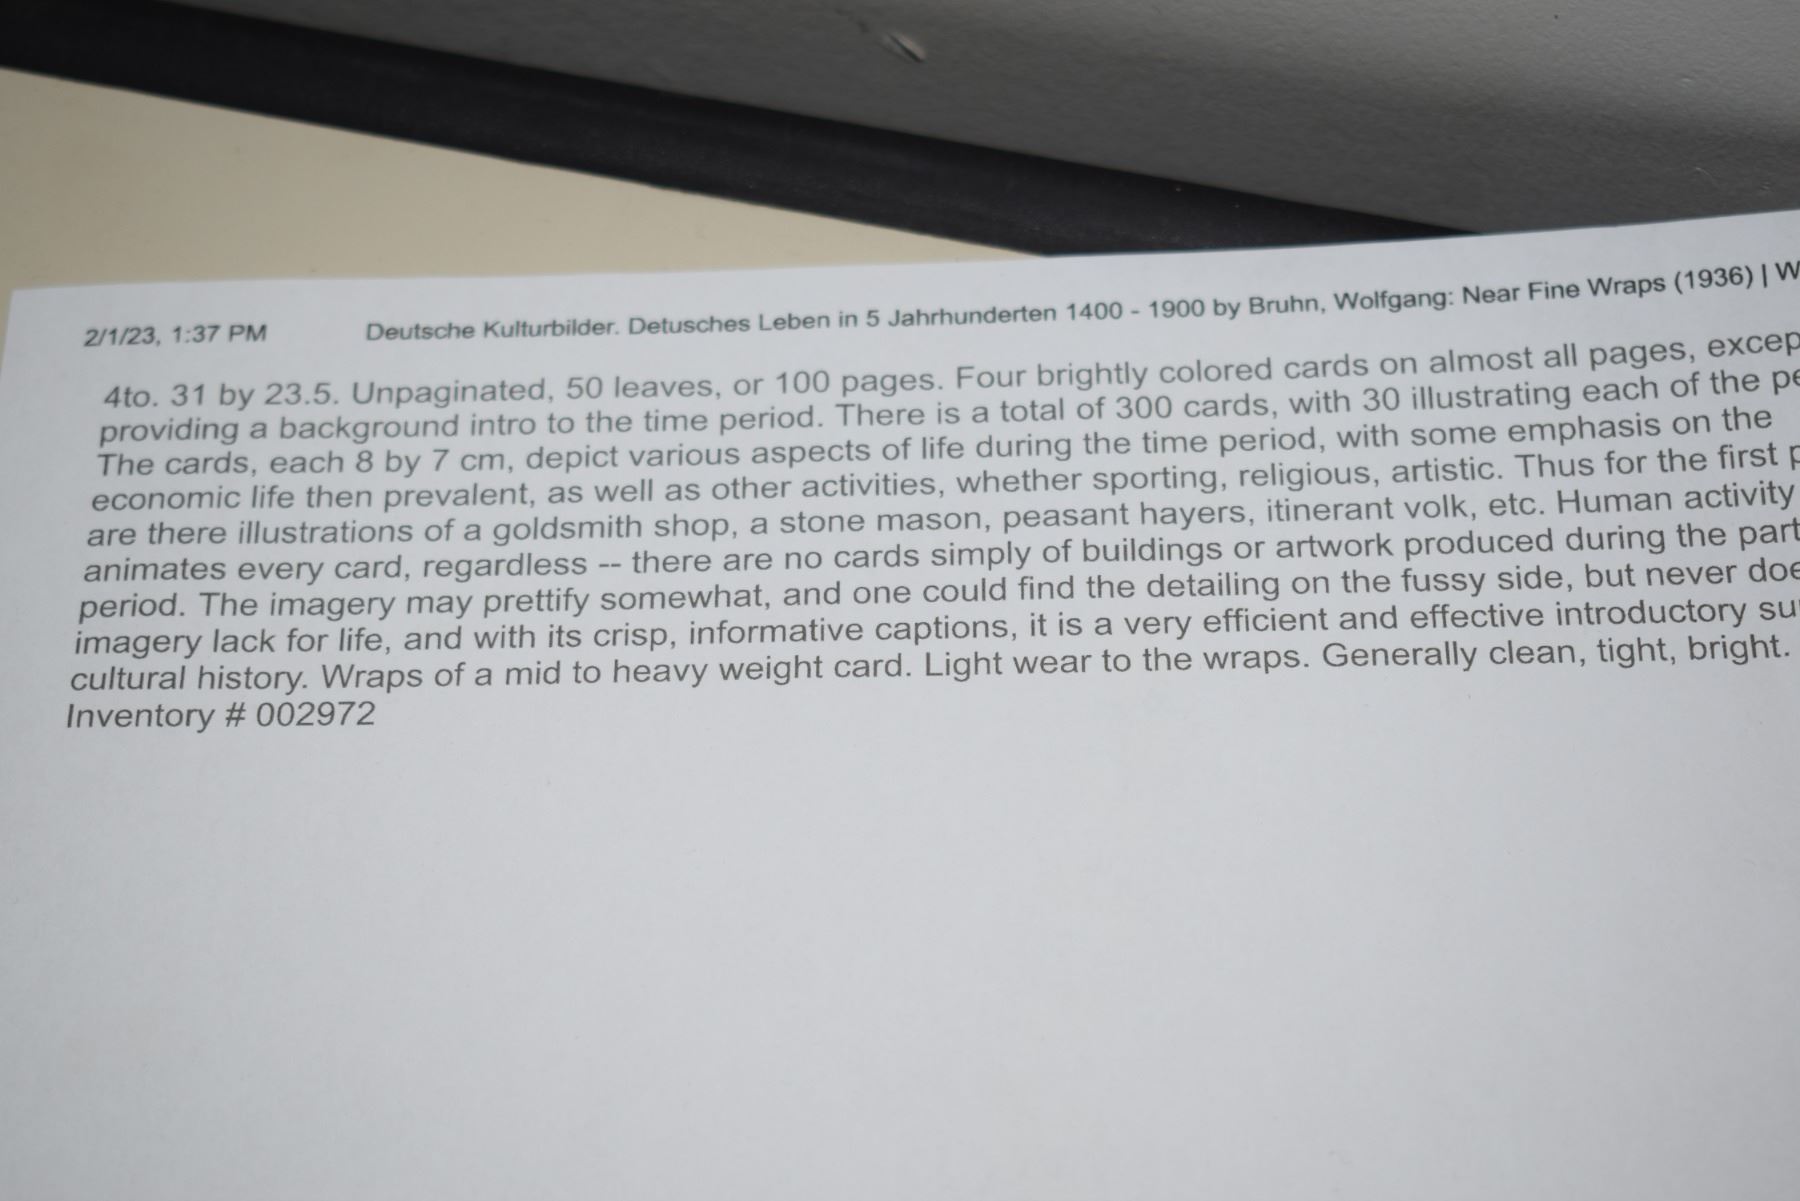 2/1/23, 1:37 PM Deutsche Kulturbilder. Detusches Leben in 5 Jahrhunderten 1400 - 1900 by Bruhn, Wolfgang: Near Fine Wraps (1936) | W
4to. 31 by 23.5. Unpaginated, 50 leaves, or 100 pages. Four brightly colored cards on almost all pages, excep
providing a background intro to the time period. There is a total of 300 cards, with 30 illustrating each of the pe
The cards, each 8 by 7 cm, depict various aspects of life during the time period, with some emphasis on the
economic life then prevalent, as well as other activities, whether sporting, religious, artistic. Thus for the first p
are there illustrations of a goldsmith shop, a stone mason, peasant hayers, itinerant volk, etc. Human activity
animates every card, regardless -- there are no cards simply of buildings or artwork produced during the part
period. The imagery may prettify somewhat, and one could find the detailing on the fussy side, but never doe
imagery lack for life, and with its crisp, informative captions, it is a very efficient and effective introductory su
cultural history. Wraps of a mid to heavy weight card. Light wear to the wraps. Generally clean, tight, bright.
Inventory # 002972